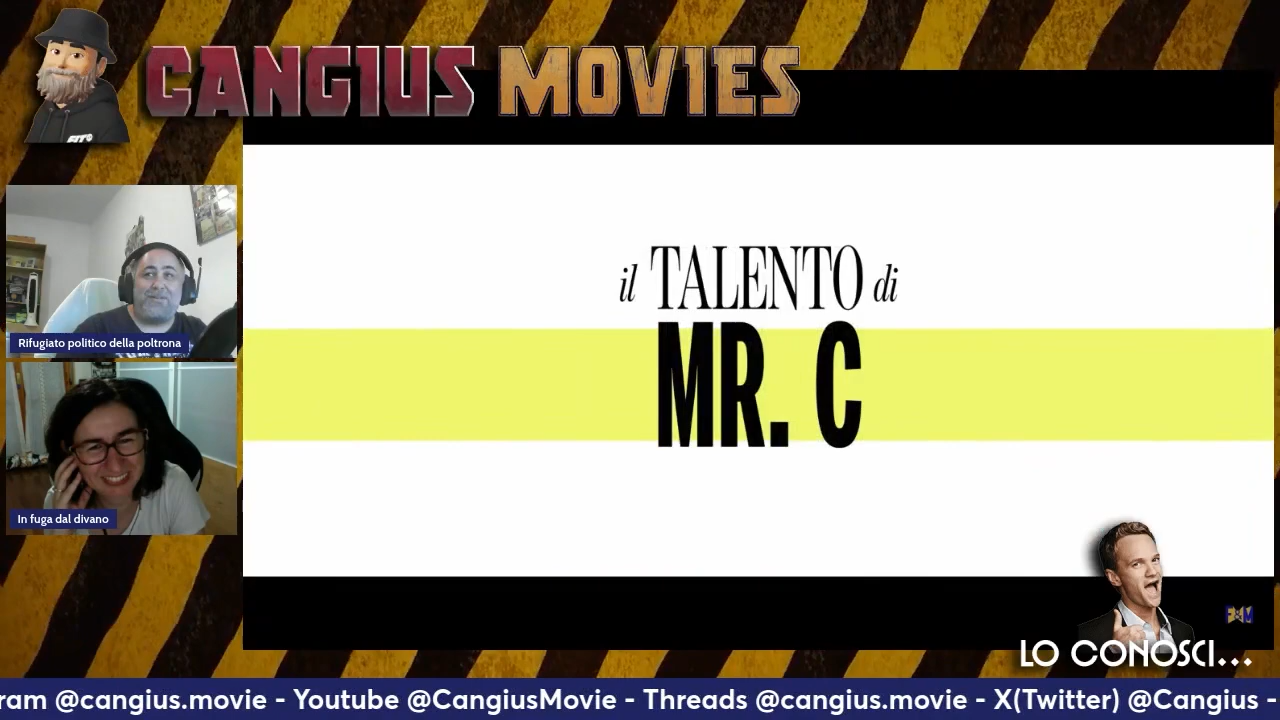 CANGIUS MOVIES
il TALENTO di
MR. C
Rifugiato politico della poltrona
In fuga dal divano
LO CONOSCI...
ram @cangius.movie - Youtube @CangiusMovie - Threads @cangius.movie - X(Twitter) @Cangius -